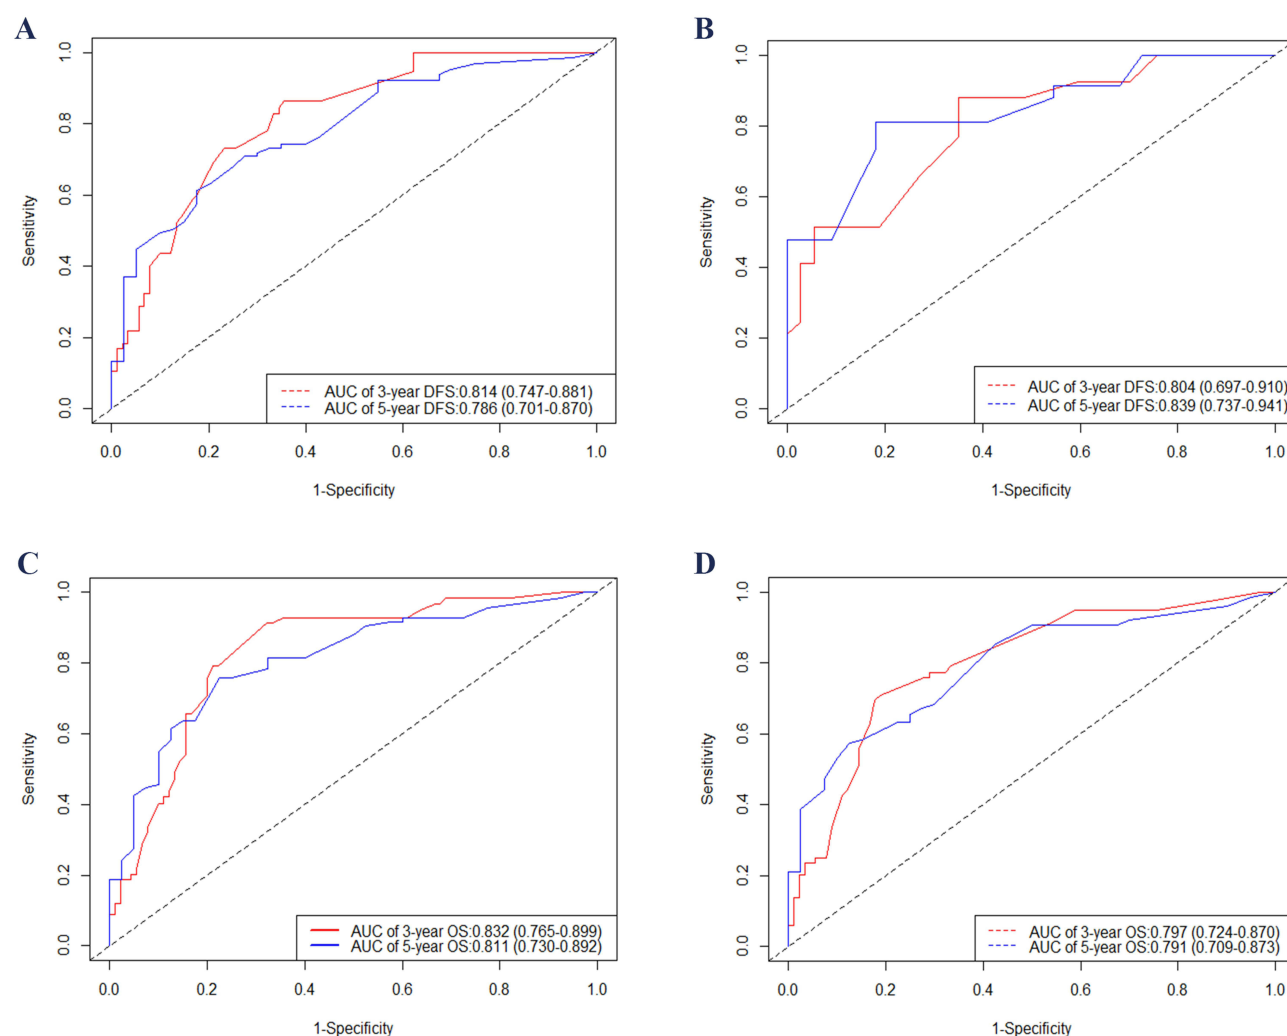 A
1.0
0.8
0.6
0.4
0.2
0.0
Sensitivity
AUC of 3-year DFS:0.814 (0.747-0.881)
AUC of 5-year DFS:0.786 (0.701-0.870)
0.0 0.2 0.4 0.6 0.8 1.0
1-Specificity
B
1.0
0.8
0.6
0.4
0.2
0.0
Sensitivity
AUC of 3-year DFS:0.804 (0.697-0.910)
AUC of 5-year DFS:0.839 (0.737-0.941)
0.0 0.2 0.4 0.6 0.8 1.0
1-Specificity
C
1.0
0.8
0.6
0.4
0.2
0.0
Sensitivity
AUC of 3-year OS:0.832 (0.765-0.899)
AUC of 5-year OS:0.811 (0.730-0.892)
0.0 0.2 0.4 0.6 0.8 1.0
1-Specificity
D
1.0
0.8
0.6
0.4
0.2
0.0
Sensitivity
AUC of 3-year OS:0.797 (0.724-0.870)
AUC of 5-year OS:0.791 (0.709-0.873)
0.0 0.2 0.4 0.6 0.8 1.0
1-Specificity